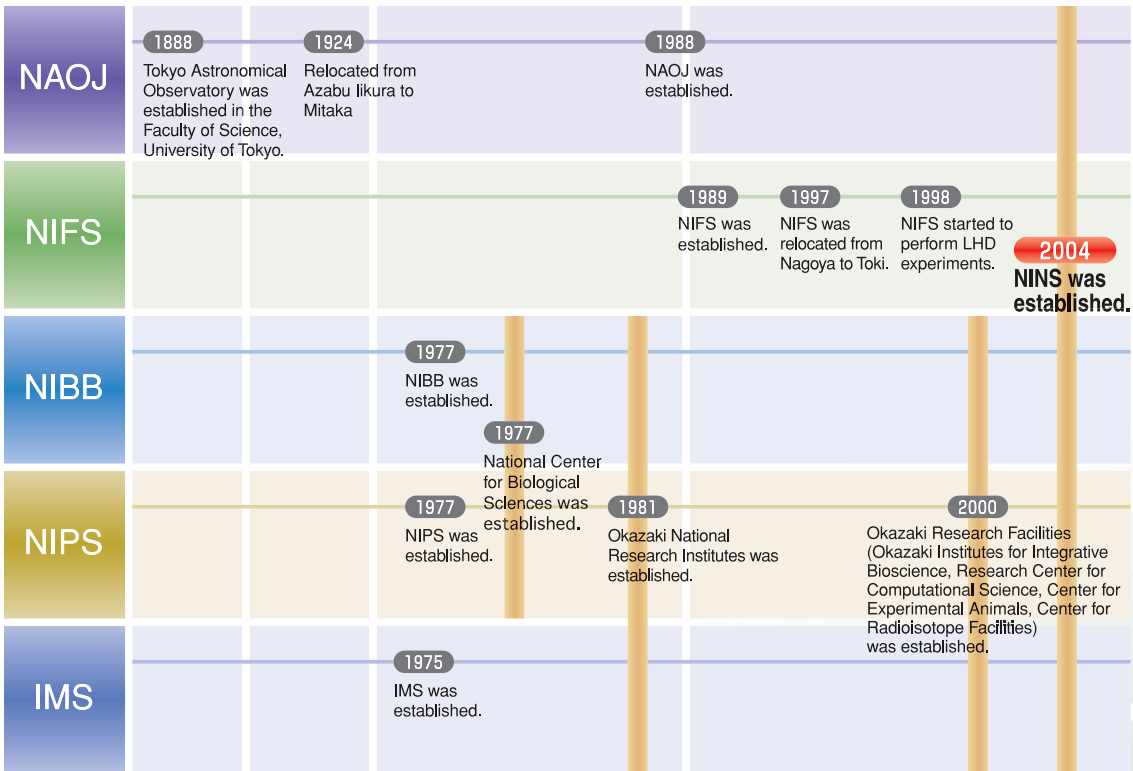 NAOJ
1888
Tokyo Astronomical
Observatory was
established in the
Faculty of Science,
University of Tokyo.
1924
Relocated from
Azabu Iikura to
Mitaka
1988
NAOJ was
established.
NIFS
1989
NIFS was
established.
1997
NIFS was
relocated from
Nagoya to Toki.
1998
NIFS started to
perform LHD
experiments.
2004
NINS was
established.
NIBB
1977
NIBB was
established.
1977
National Center
for Biological
Sciences was
established.
NIPS
1977
NIPS was
established.
1981
Okazaki National
Research Institutes was
established.
2000
Okazaki Research Facilities
(Okazaki Institutes for Integrative
Bioscience, Research Center for
Computational Science, Center for
Experimental Animals, Center for
Radioisotope Facilities)
was established.
IMS
1975
IMS was
established.